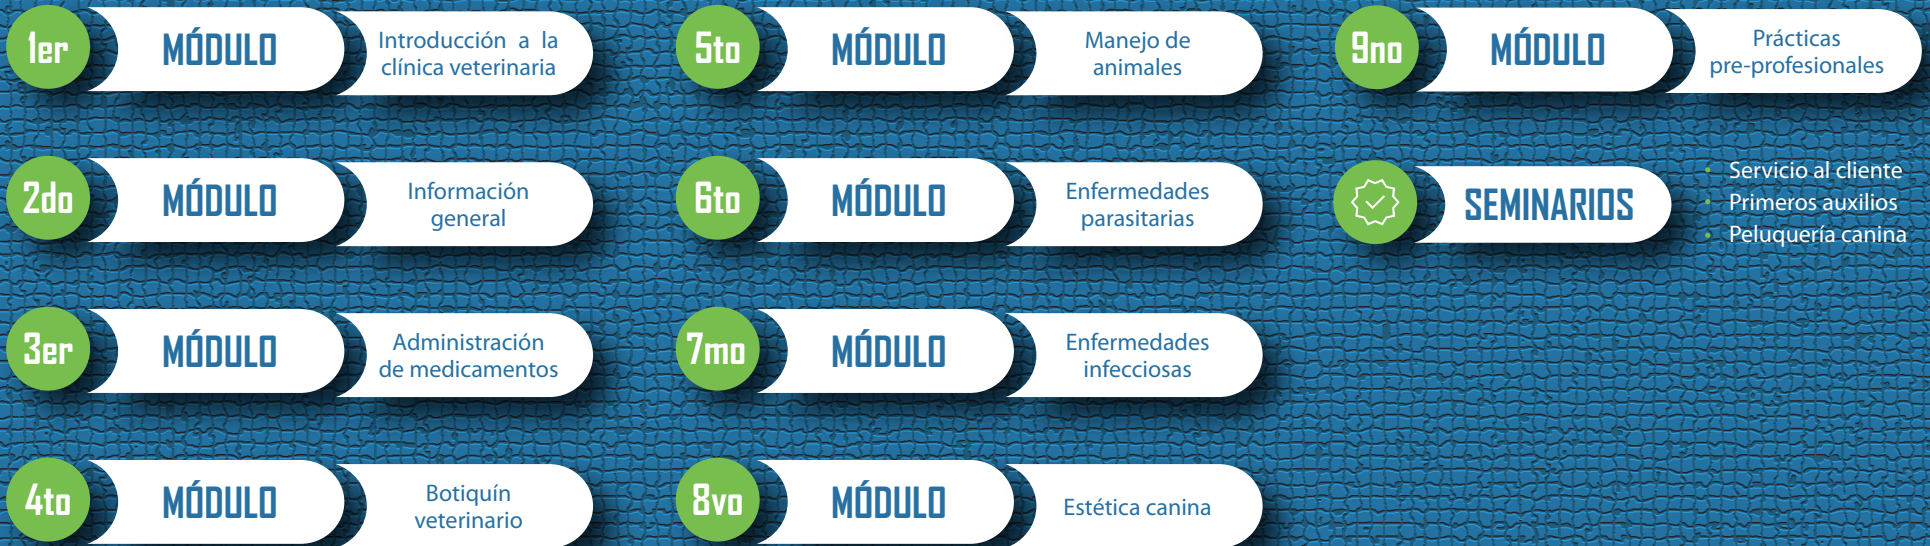 1er
MÓDULO
Introducción a la
clínica veterinaria
2do
MÓDULO
Información
general
3er
MÓDULO
Administración
de medicamentos
4to
MÓDULO
Botiquín
veterinario
5to
MÓDULO
Manejo de
animales
6to
MÓDULO
Enfermedades
parasitarias
7mo
MÓDULO
Enfermedades
infecciosas
8vo
MÓDULO
Estética canina
9no
MÓDULO
Prácticas
pre-profesionales
SEMINARIOS
• Servicio al cliente
• Primeros auxilios
• Peluquería canina